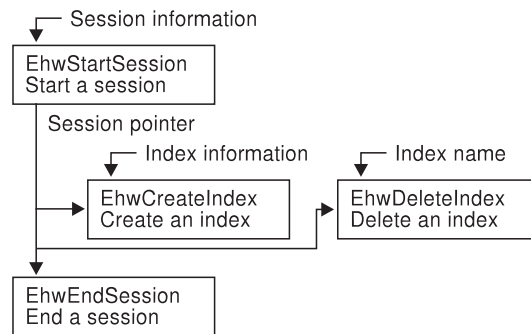 Session information
EhwStartSession
Start a session
Session pointer
Index information
Index name
EhwCreateIndex
Create an index
EhwDeleteIndex
Delete an index
EhwEndSession
End a session